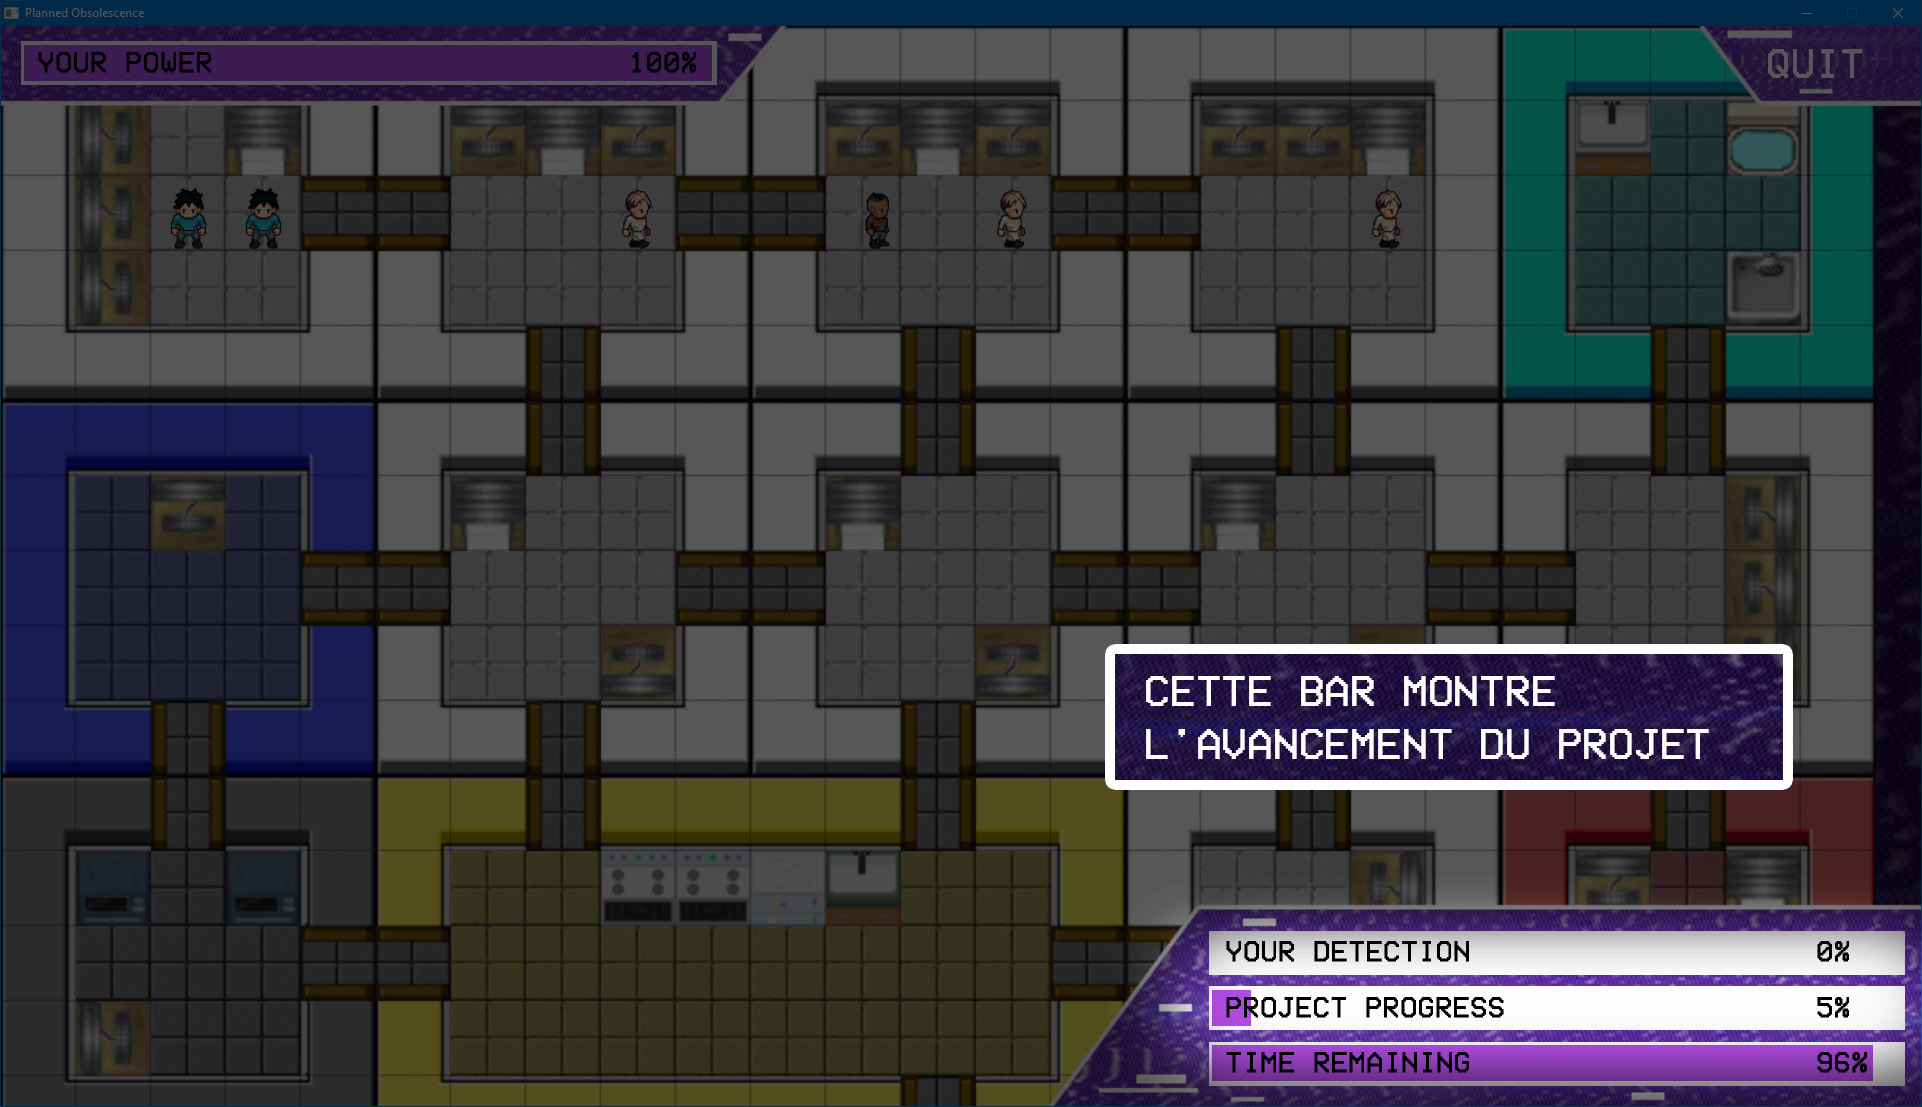 Planned Obsolescence
YOUR POWER 100%
QUIT
CETTE BAR MONTRE
L'AVANCEMENT DU PROJET
YOUR DETECTION 0%
PROJECT PROGRESS 5%
TIME REMAINING 96%